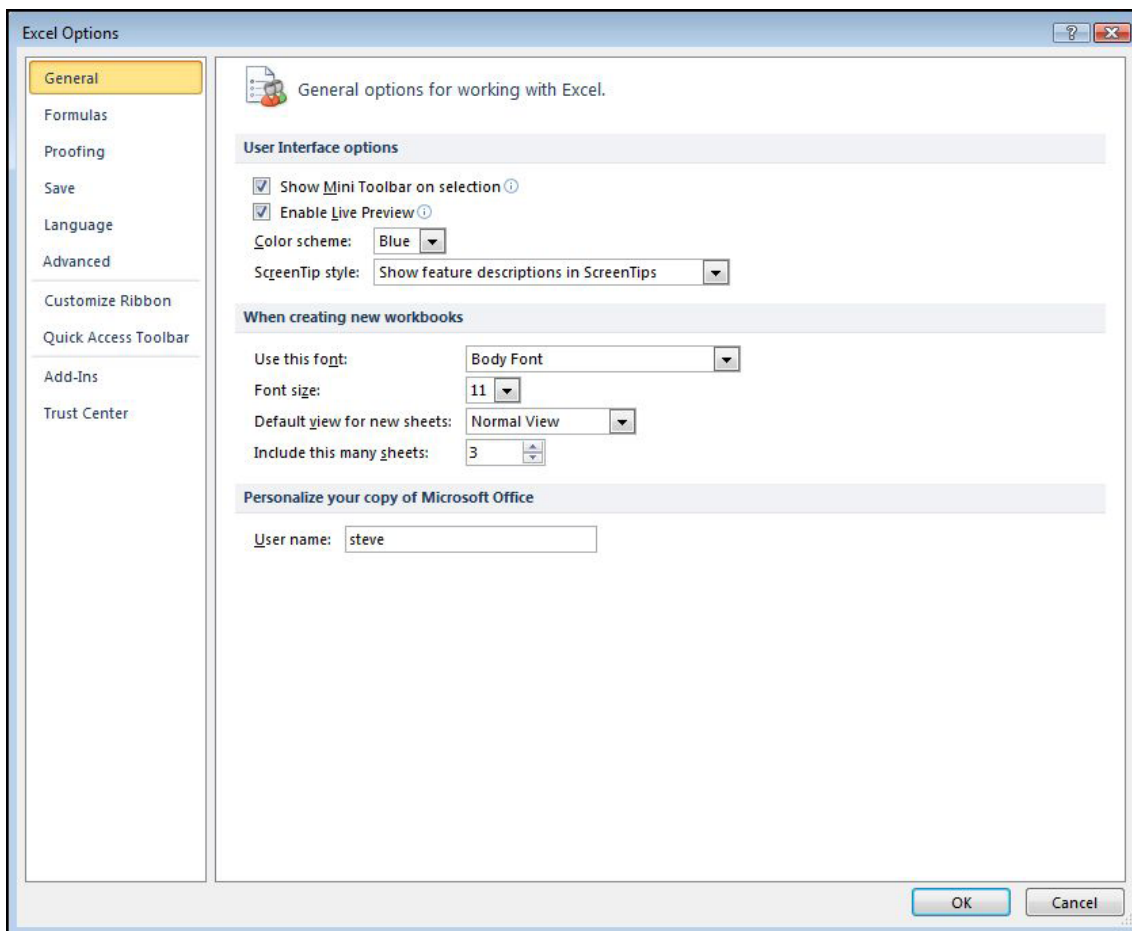 Excel Options
General
Formulas
Proofing
Save
Language
Advanced
Customize Ribbon
Quick Access Toolbar
Add-Ins
Trust Center
General options for working with Excel.
User Interface options
Show Mini Toolbar on selection
Enable Live Preview
Color scheme: Blue
ScreenTip style: Show feature descriptions in ScreenTips
When creating new workbooks
Use this font: Body Font
Font size: 11
Default view for new sheets: Normal View
Include this many sheets: 3
Personalize your copy of Microsoft Office
User name: steve
OK Cancel